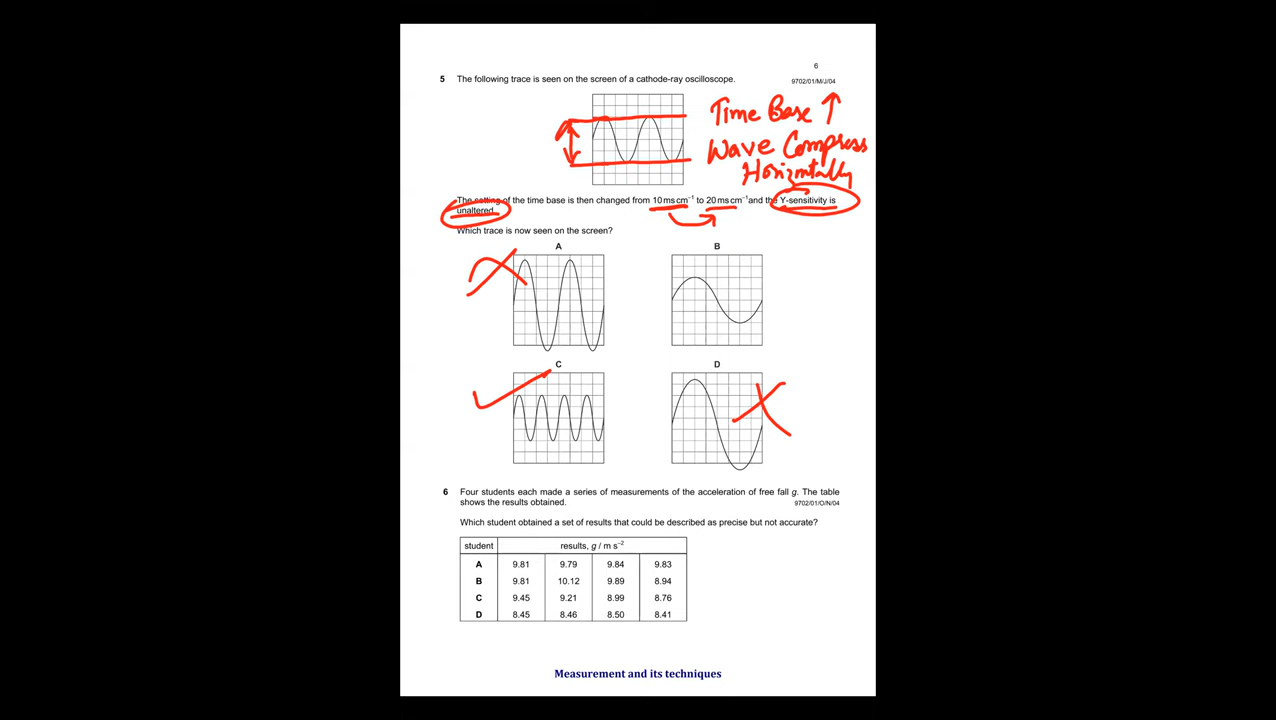 6
5 The following trace is seen on the screen of a cathode-ray oscilloscope.
9702/01/M/J/04
Time Base ↑
Wave Compress
Horizontally
The setting of the time base is then changed from 10 ms cm⁻¹ to 20 ms cm⁻¹ and the Y-sensitivity is
unaltered.
Which trace is now seen on the screen?
A B
C D
6 Four students each made a series of measurements of the acceleration of free fall g. The table
shows the results obtained.
9702/01/O/N/04
Which student obtained a set of results that could be described as precise but not accurate?
student results, g / m s⁻²
A 9.81 9.79 9.84 9.83
B 9.81 10.12 9.89 8.94
C 9.45 9.21 8.99 8.76
D 8.45 8.46 8.50 8.41
Measurement and its techniques